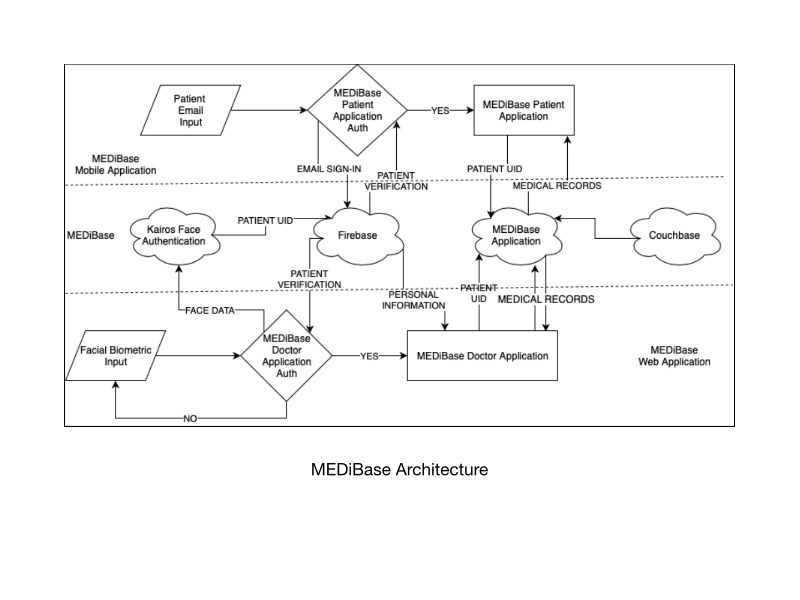 Patient
Email
Input
MEDiBase
Patient
Application
Auth
YES
MEDiBase Patient
Application
MEDiBase
Mobile Application
EMAIL SIGN-IN
PATIENT
VERIFICATION
PATIENT UID
MEDICAL RECORDS
MEDiBase
Kairos Face
Authentication
PATIENT UID
Firebase
MEDiBase
Application
Couchbase
PATIENT
VERIFICATION
PERSONAL
INFORMATION
PATIENT
UID
MEDICAL RECORDS
FACE DATA
Facial Biometric
Input
MEDiBase
Doctor
Application
Auth
YES
MEDiBase Doctor Application
MEDiBase
Web Application
NO
MEDiBase Architecture